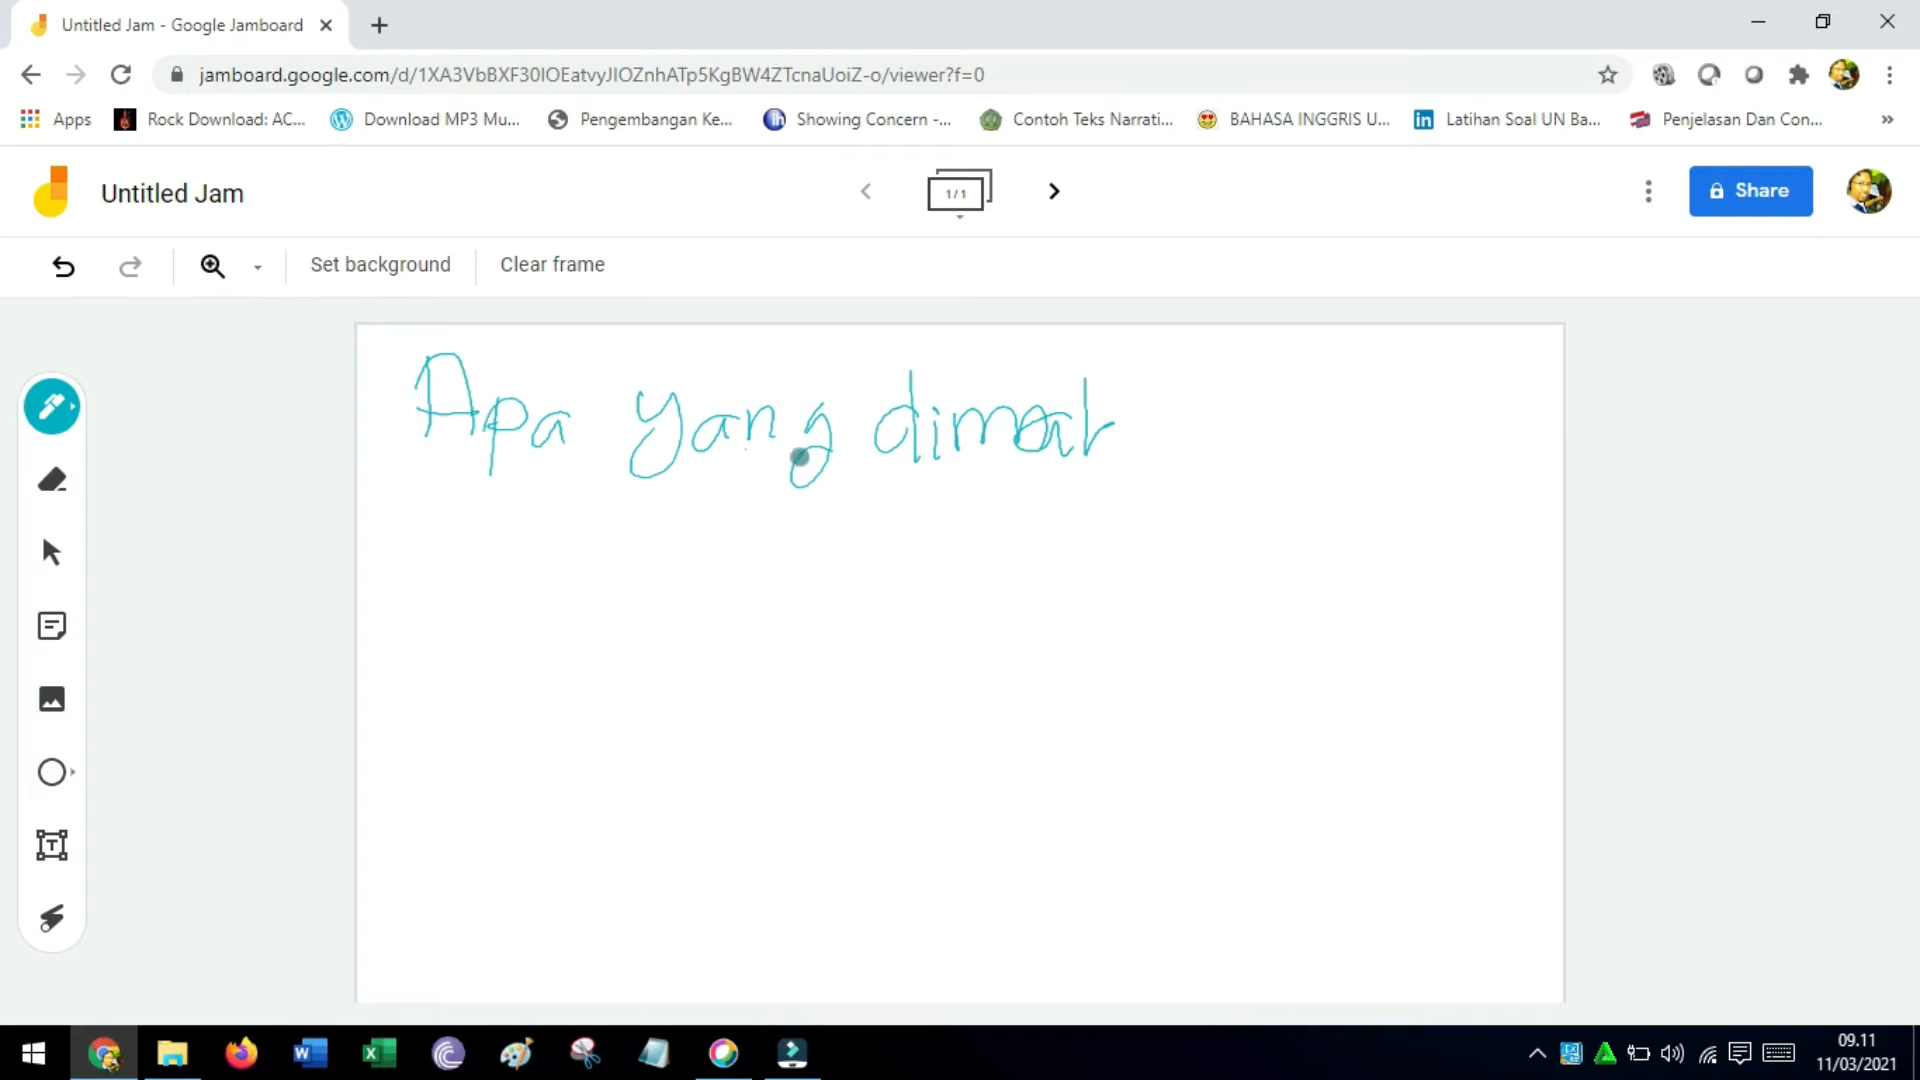 Untitled Jam - Google Jamboard
jamboard.google.com/d/1XA3VbBXF30IOEatvyJIOZnhATp5KgBW4ZTcnaUoiZ-o/viewer?f=0
Apps Rock Download: AC... Download MP3 Mu... Pengembangan Ke... Showing Concern -... Contoh Teks Narrati... BAHASA INGGRIS U... Latihan Soal UN Ba... Penjelasan Dan Con... »
Untitled Jam 1/1 Share
Set background Clear frame
Apa yang dimat
09.11
11/03/2021